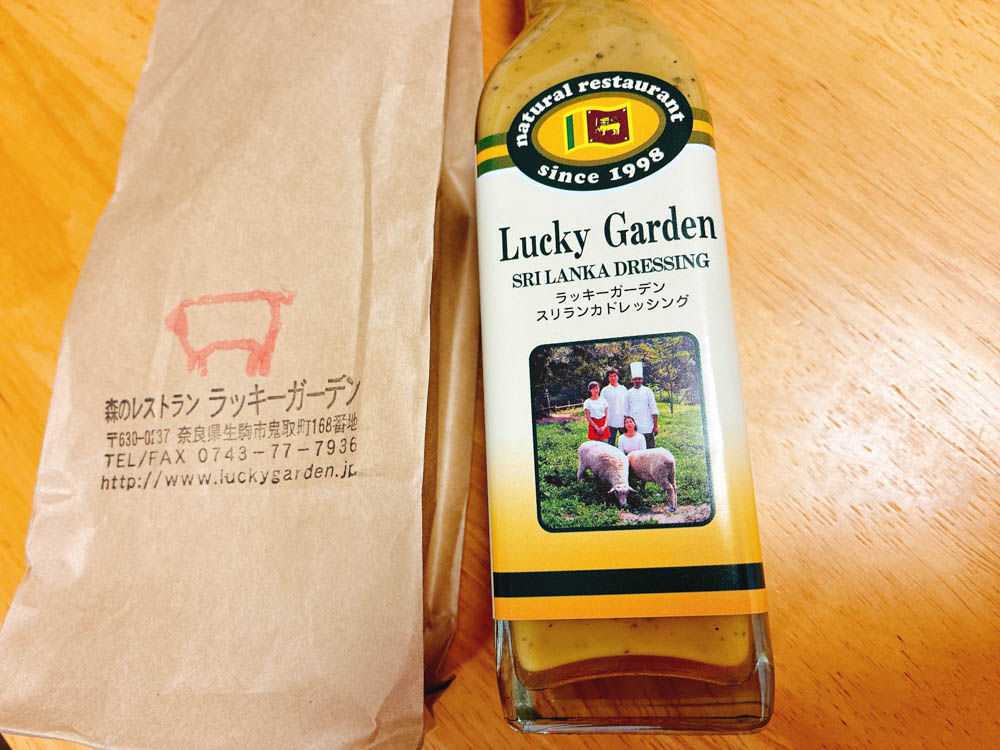 森のレストラン ラッキーガーデン
〒630-0237 奈良県生駒市鬼取町168番地
TEL/FAX 0743-77-7936
http://www.luckygarden.jp
natural restaurant
since 1998
Lucky Garden
SRI LANKA DRESSING
ラッキーガーデン
スリランカドレッシング